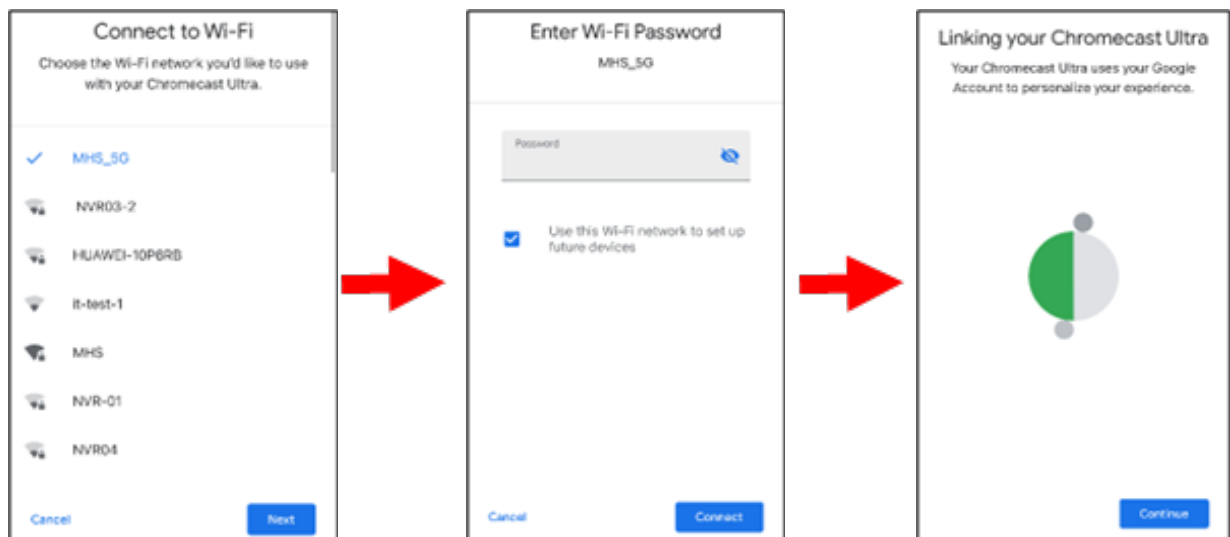 Connect to Wi-Fi
Choose the Wi-Fi network you'd like to use
with your Chromecast Ultra.
MHS_5G
NVR03-2
HUAWEI-10P6RB
it-test-1
MHS
NVR-01
NVR04
Cancel
Next
Enter Wi-Fi Password
MHS_5G
Password
Use this Wi-Fi network to set up
future devices
Cancel
Connect
Linking your Chromecast Ultra
Your Chromecast Ultra uses your Google
Account to personalize your experience.
Continue